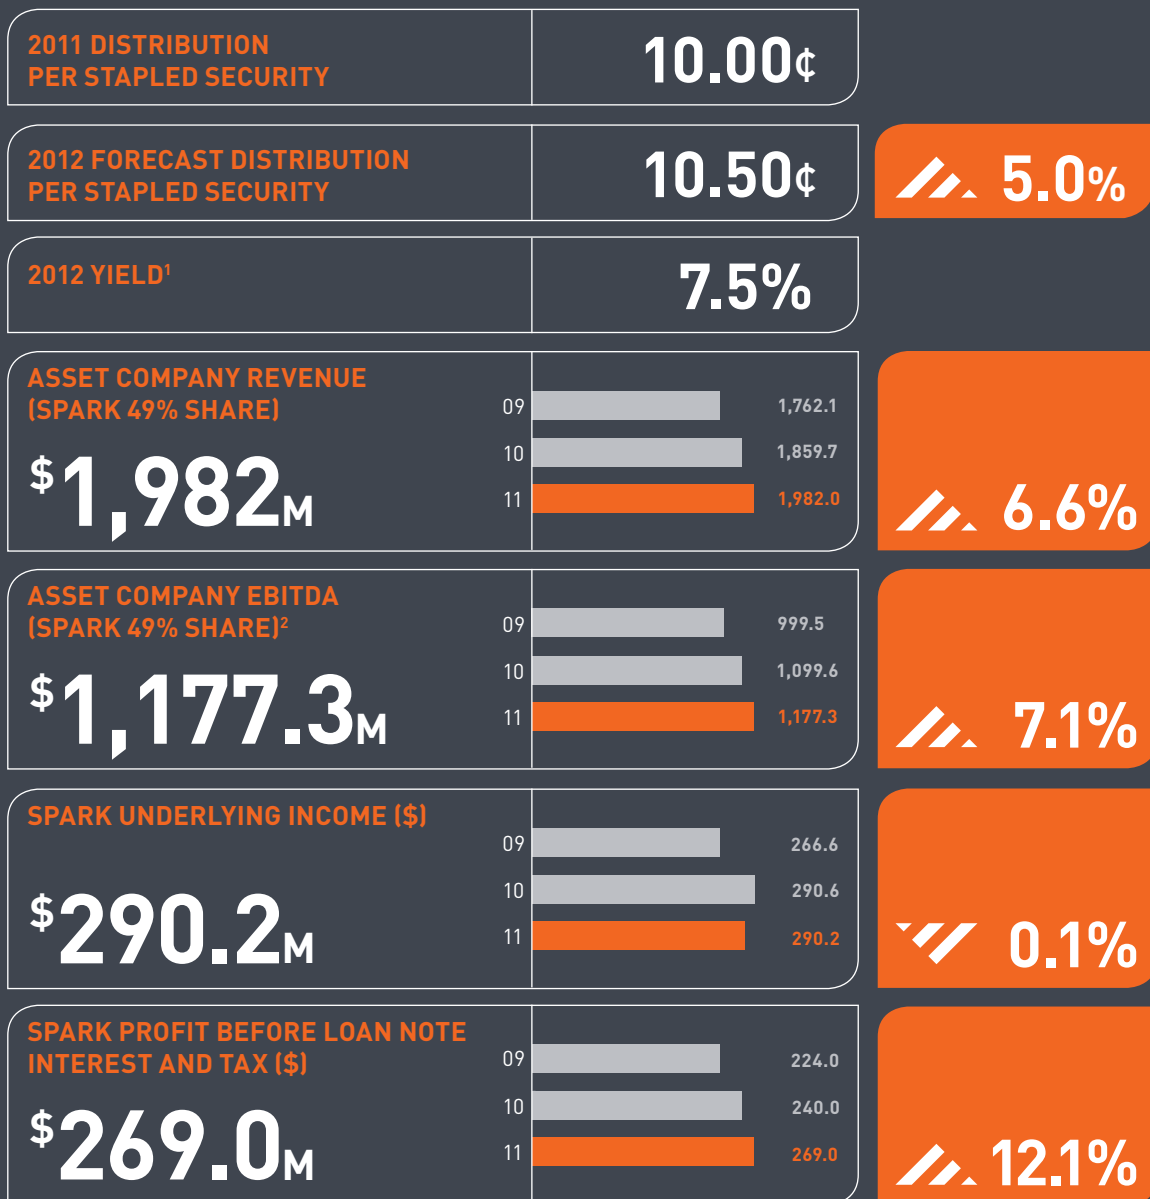 2011 DISTRIBUTION
PER STAPLED SECURITY
10.00¢
2012 FORECAST DISTRIBUTION
PER STAPLED SECURITY
10.50¢
5.0%
2012 YIELD¹
7.5%
ASSET COMPANY REVENUE
(SPARK 49% SHARE)
$1,982M
09 1,762.1
10 1,859.7
11 1,982.0
6.6%
ASSET COMPANY EBITDA
(SPARK 49% SHARE)²
$1,177.3M
09 999.5
10 1,099.6
11 1,177.3
7.1%
SPARK UNDERLYING INCOME ($)
$290.2M
09 266.6
10 290.6
11 290.2
0.1%
SPARK PROFIT BEFORE LOAN NOTE
INTEREST AND TAX ($)
$269.0M
09 224.0
10 240.0
11 269.0
12.1%